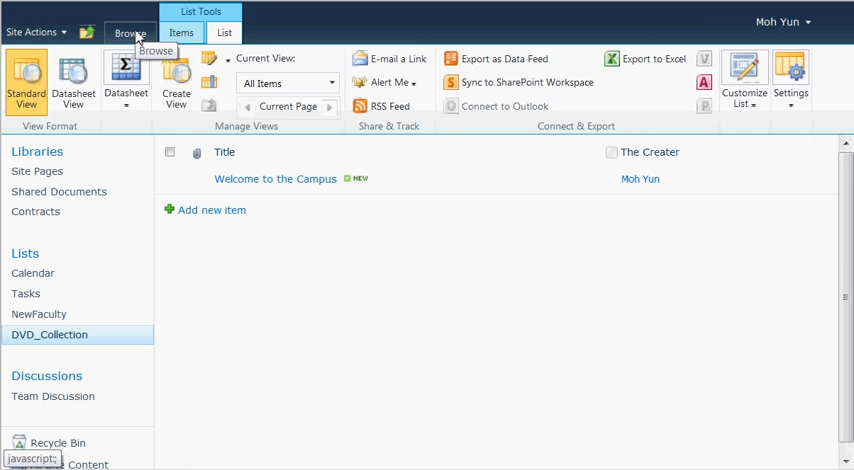 List Tools
Site Actions
Browse
Items
List
Moh Yun
Browse
Standard View
Datasheet View
Datasheet
Create View
Current View:
All Items
Current Page
E-mail a Link
Alert Me
RSS Feed
Export as Data Feed
Sync to SharePoint Workspace
Connect to Outlook
Export to Excel
Customize List
Settings
View Format
Manage Views
Share & Track
Connect & Export
Libraries
Site Pages
Shared Documents
Contracts
Lists
Calendar
Tasks
NewFaculty
DVD_Collection
Discussions
Team Discussion
Recycle Bin
javascript:;
Site Content
Title
The Creater
Welcome to the Campus NEW
Moh Yun
Add new item